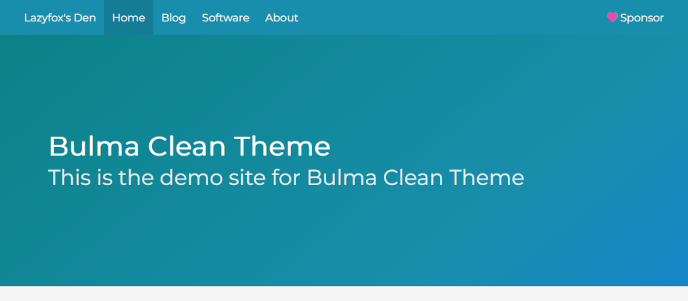 Lazyfox's Den Home Blog Software About Sponsor
Bulma Clean Theme
This is the demo site for Bulma Clean Theme